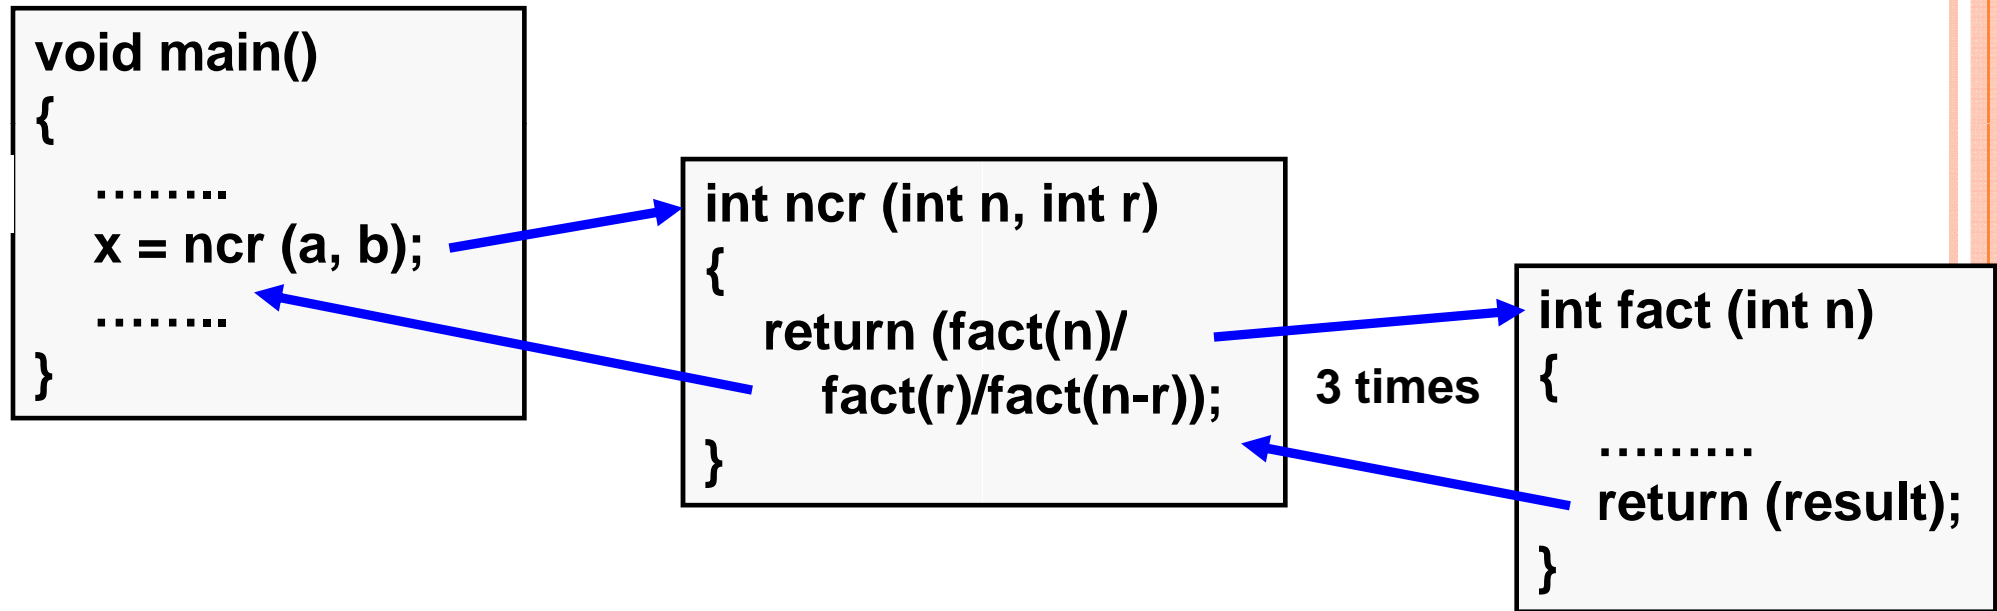 void main()
{
……..
x = ncr (a, b);
……..
}
int ncr (int n, int r)
{
return (fact(n)/
fact(r)/fact(n-r));
}
3 times
int fact (int n)
{
………
return (result);
}